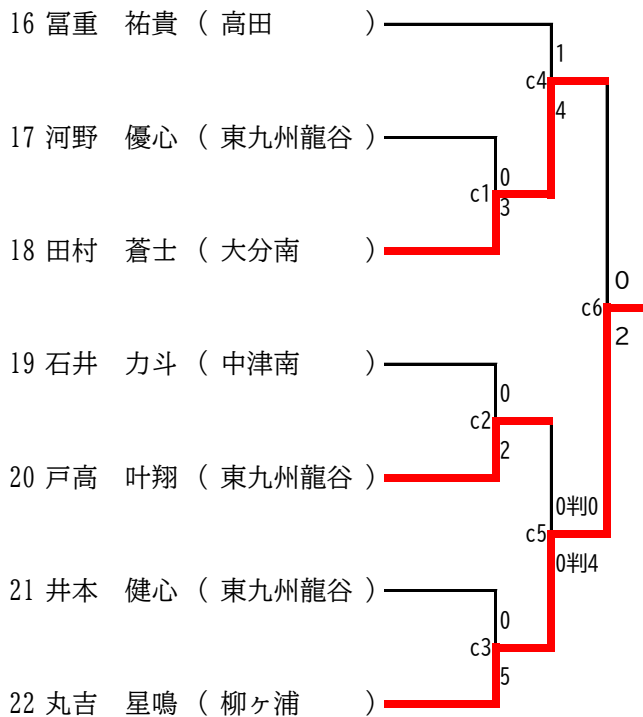 16 冨重　祐貴 ( 高田 )
1
c4
4
17 河野　優心 ( 東九州龍谷 )
0
c1
3
18 田村　蒼士 ( 大分南 )
0
c6
2
19 石井　力斗 ( 中津南 )
0
c2
2
20 戸高　叶翔 ( 東九州龍谷 )
0判0
c5
0判4
21 井本　健心 ( 東九州龍谷 )
0
c3
5
22 丸吉　星鳴 ( 柳ヶ浦 )